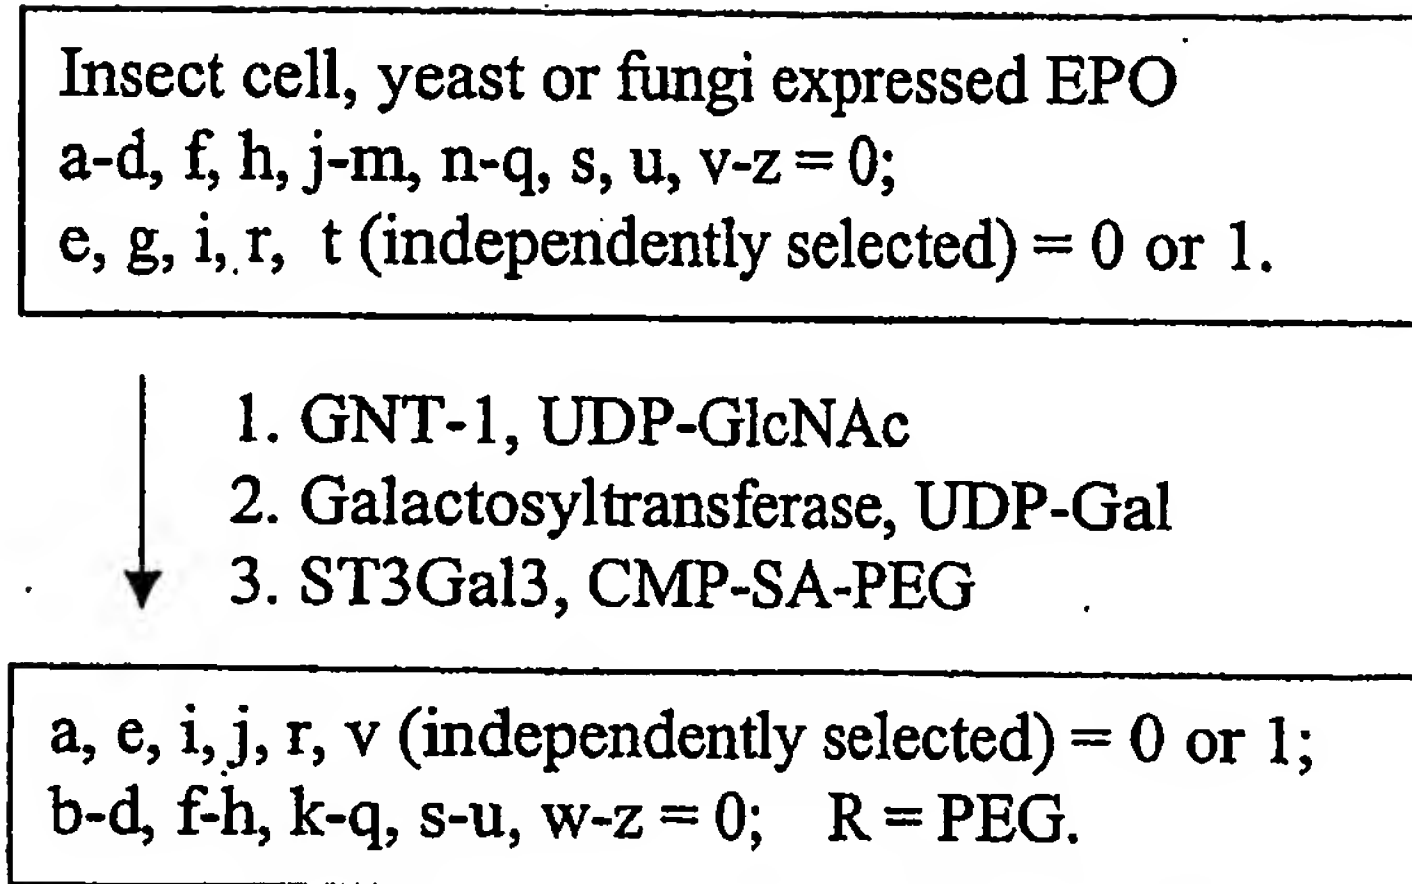 Insect cell, yeast or fungi expressed EPO
a-d, f, h, j-m, n-q, s, u, v-z = 0;
e, g, i, r, t (independently selected) = 0 or 1.
1. GNT-1, UDP-GlcNAc
2. Galactosyltransferase, UDP-Gal
3. ST3Gal3, CMP-SA-PEG
a, e, i, j, r, v (independently selected) = 0 or 1;
b-d, f-h, k-q, s-u, w-z = 0; R = PEG.